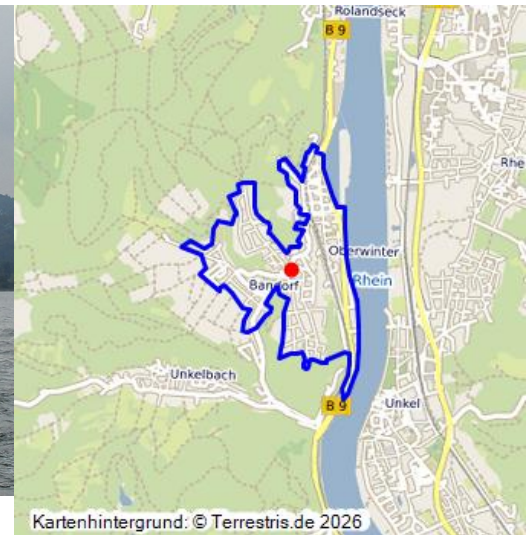 Rolandseck
B 9
Rhe
Oberwinter
Rhein
Bandorf
Unkelbach
Unkel
B 9
Kartenhintergrund: © Terrestris.de 2026